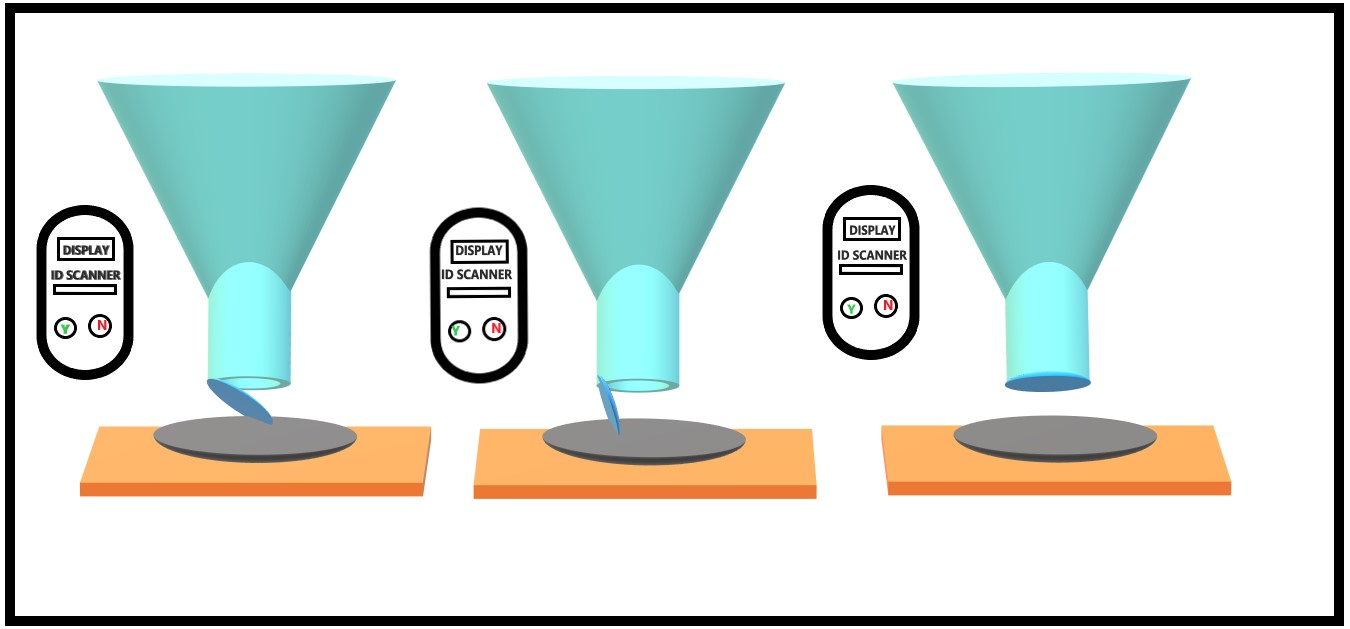 DISPLAY
ID SCANNER
Y N
DISPLAY
ID SCANNER
Y N
DISPLAY
ID SCANNER
Y N